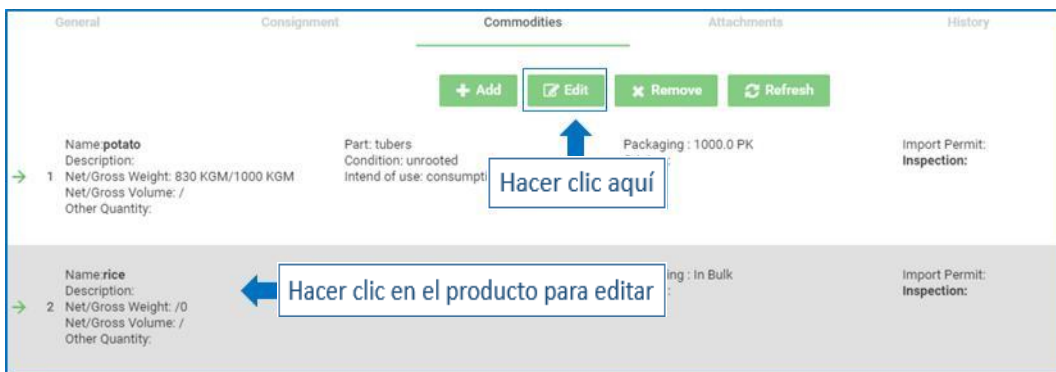 General Consignment Commodities Attachments History
Add Edit Remove Refresh
Name:potato Part: tubers Packaging : 1000.0 PK Import Permit:
Description: Condition: unrooted Inspection:
1 Net/Gross Weight: 830 KGM/1000 KGM Intend of use: consumpti
Net/Gross Volume: /
Other Quantity:
Hacer clic aquí
Name:rice ing : In Bulk Import Permit:
Description: Inspection:
2 Net/Gross Weight: /0
Net/Gross Volume: /
Other Quantity:
Hacer clic en el producto para editar